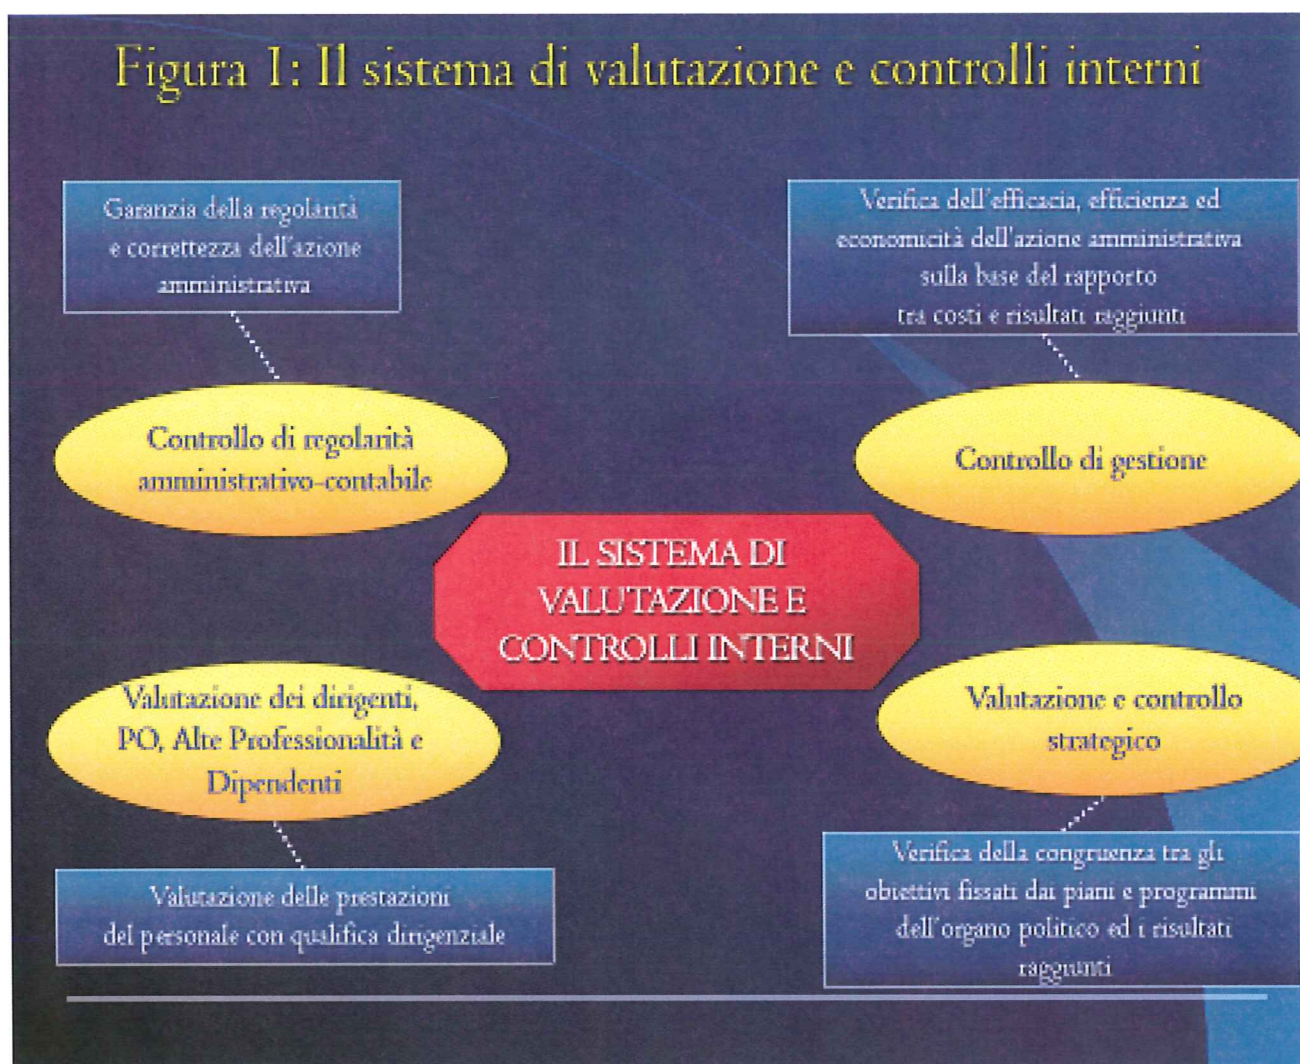 Figura 1: Il sistema di valutazione e controlli interni
Garanzia della regolarità
e correttezza dell'azione
amministrativa
Verifica dell'efficacia, efficienza ed
economicità dell'azione amministrativa
sulla base del rapporto
tra costi e risultati raggiunti
Controllo di regolarità
amministrativo-contabile
Controllo di gestione
IL SISTEMA DI
VALUTAZIONE E
CONTROLLI INTERNI
Valutazione dei dirigenti,
PO, Alte Professionalità e
Dipendenti
Valutazione e controllo
strategico
Valutazione delle prestazioni
del personale con qualifica dirigenziale
Verifica della congruenza tra gli
obiettivi fissati dai piani e programmi
dell'organo politico ed i risultati
raggiunti